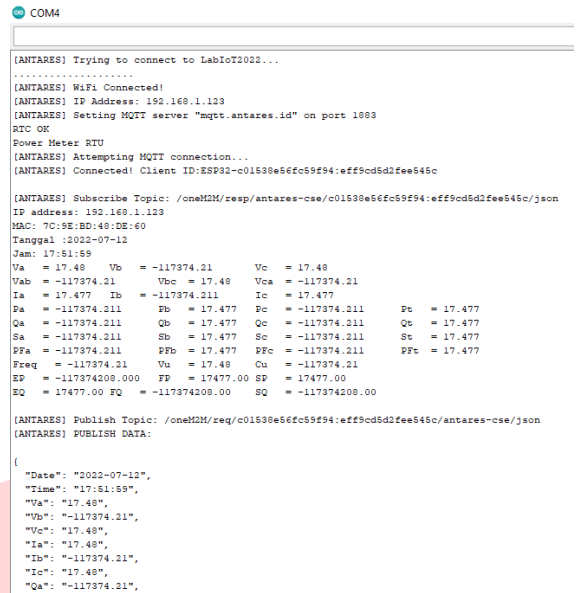 COM4
[ANTARES] Trying to connect to LabIoT2022...
....................
[ANTARES] WiFi Connected!
[ANTARES] IP Address: 192.168.1.123
[ANTARES] Setting MQTT server "mqtt.antares.id" on port 1883
RTC OK
Power Meter RTU
[ANTARES] Attempting MQTT connection...
[ANTARES] Connected! Client ID:ESP32-c01538e56fc59f94:eff9cd5d2fee545c
[ANTARES] Subscribe Topic: /oneM2M/resp/antares-cse/c01538e56fc59f94:eff9cd5d2fee545c/json
IP address: 192.168.1.123
MAC: 7C:9E:BD:48:DE:60
Tanggal :2022-07-12
Jam: 17:51:59
Va = 17.48 Vb = -117374.21 Vc = 17.48
Vab = -117374.21 Vbc = 17.48 Vca = -117374.21
Ia = 17.477 Ib = -117374.211 Ic = 17.477
Pa = -117374.211 Pb = 17.477 Pc = -117374.211 Pt = 17.477
Qa = -117374.211 Qb = 17.477 Qc = -117374.211 Qt = 17.477
Sa = -117374.211 Sb = 17.477 Sc = -117374.211 St = 17.477
PFa = -117374.211 PFb = 17.477 PFc = -117374.211 PFt = 17.477
Freq = -117374.21 Vu = 17.48 Cu = -117374.21
EP = -117374208.000 FP = 17477.00 SP = 17477.00
EQ = 17477.00 FQ = -117374208.00 SQ = -117374208.00
[ANTARES] Publish Topic: /oneM2M/req/c01538e56fc59f94:eff9cd5d2fee545c/antares-cse/json
[ANTARES] PUBLISH DATA:
{
"Date": "2022-07-12",
"Time": "17:51:59",
"Va": "17.48",
"Vb": "-117374.21",
"Vc": "17.48",
"Ia": "17.48",
"Ib": "-117374.21",
"Ic": "17.48",
"Qa": "-117374.21",